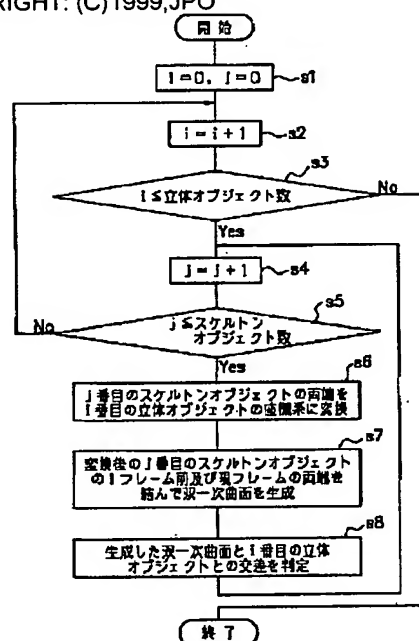 RIGHT: (C)1999,JPO
開始
i=0, j=0
s1
i=i+1
s2
s3
i≦立体オブジェクト数
No
Yes
j=j+1
s4
s5
No
j≦スケルトン
オブジェクト数
Yes
s6
j番目のスケルトンオブジェクトの両端を
i番目の立体オブジェクトの座標系に変換
s7
変換後のj番目のスケルトンオブジェクト
の1フレーム前及び現フレームの両端を
結んで双一次曲面を生成
s8
生成した双一次曲面とi番目の立体
オブジェクトとの交差を判定
終了